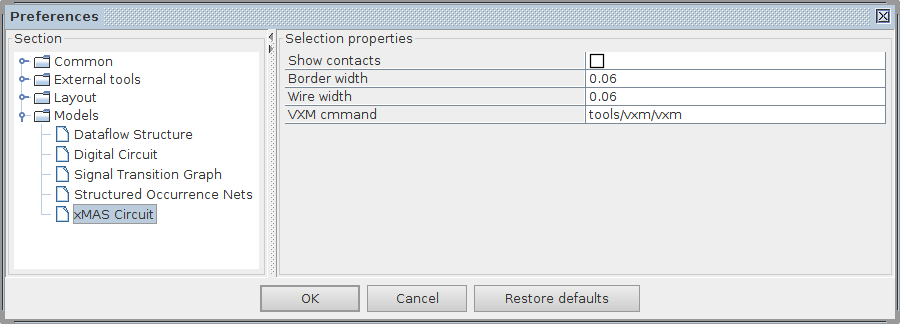 Preferences
Section
Common
External tools
Layout
Models
Dataflow Structure
Digital Circuit
Signal Transition Graph
Structured Occurrence Nets
xMAS Circuit
Selection properties
Show contacts
Border width 0.06
Wire width 0.06
VXM cmmand tools/vxm/vxm
OK Cancel Restore defaults